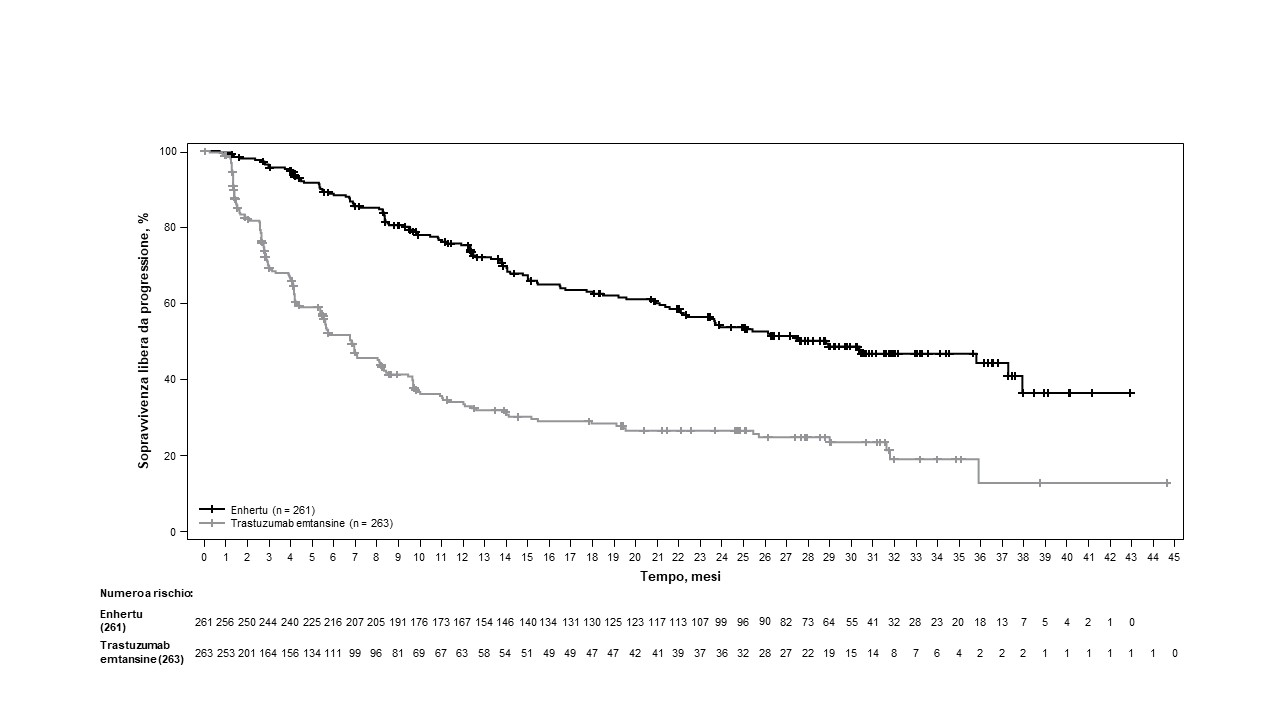 Sopravvivenza libera da progressione, %
100
80
60
40
20
0
Enhertu (n = 261)
Trastuzumab emtansine (n = 263)
0 1 2 3 4 5 6 7 8 9 10 11 12 13 14 15 16 17 18 19 20 21 22 23 24 25 26 27 28 29 30 31 32 33 34 35 36 37 38 39 40 41 42 43 44 45
Tempo, mesi
Numero a rischio:
Enhertu
(261)
261 256 250 244 240 225 216 207 205 191 176 173 167 154 146 140 134 131 130 125 123 117 113 107 99 96 90 82 73 64 55 41 32 28 23 20 18 13 7 5 4 2 1 0
Trastuzumab
emtansine (263)
263 253 201 164 156 134 111 99 96 81 69 67 63 58 54 51 49 49 47 47 42 41 39 37 36 32 28 27 22 19 15 14 8 7 6 4 2 2 2 1 1 1 1 1 1 0